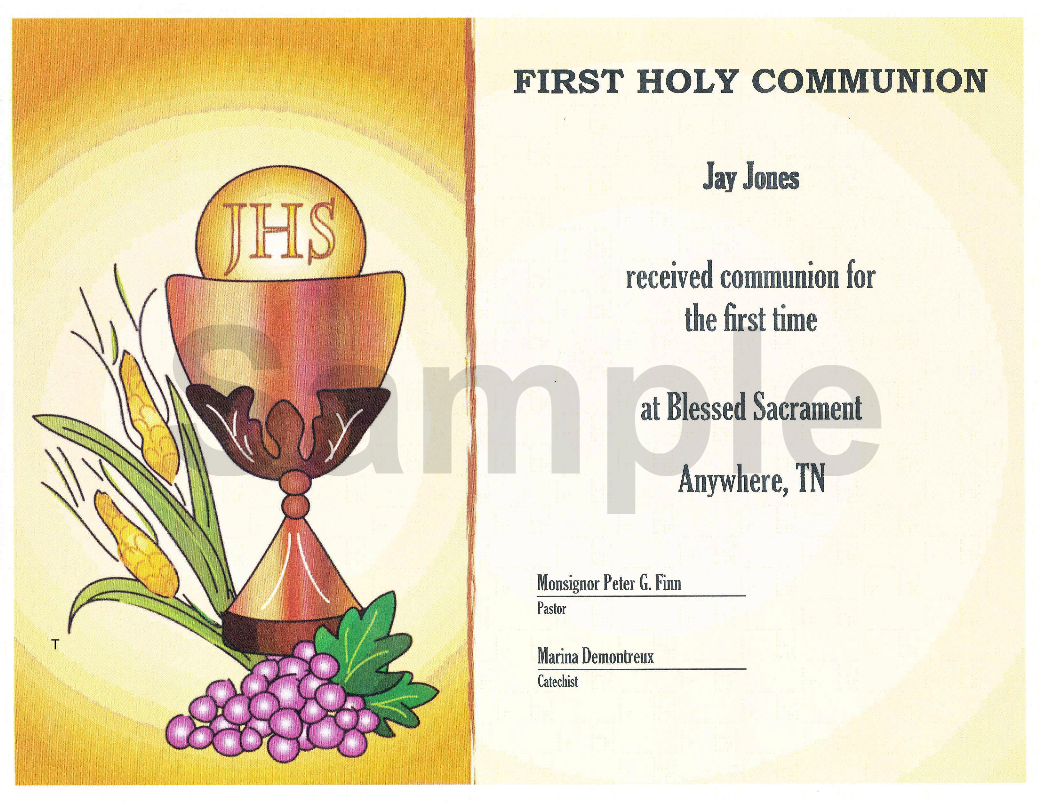 FIRST HOLY COMMUNION
JHS
Jay Jones
received communion for
the first time
Sample
at Blessed Sacrament
Anywhere, TN
Monsignor Peter G. Finn
Pastor
T
Marina Demontreux
Catechist